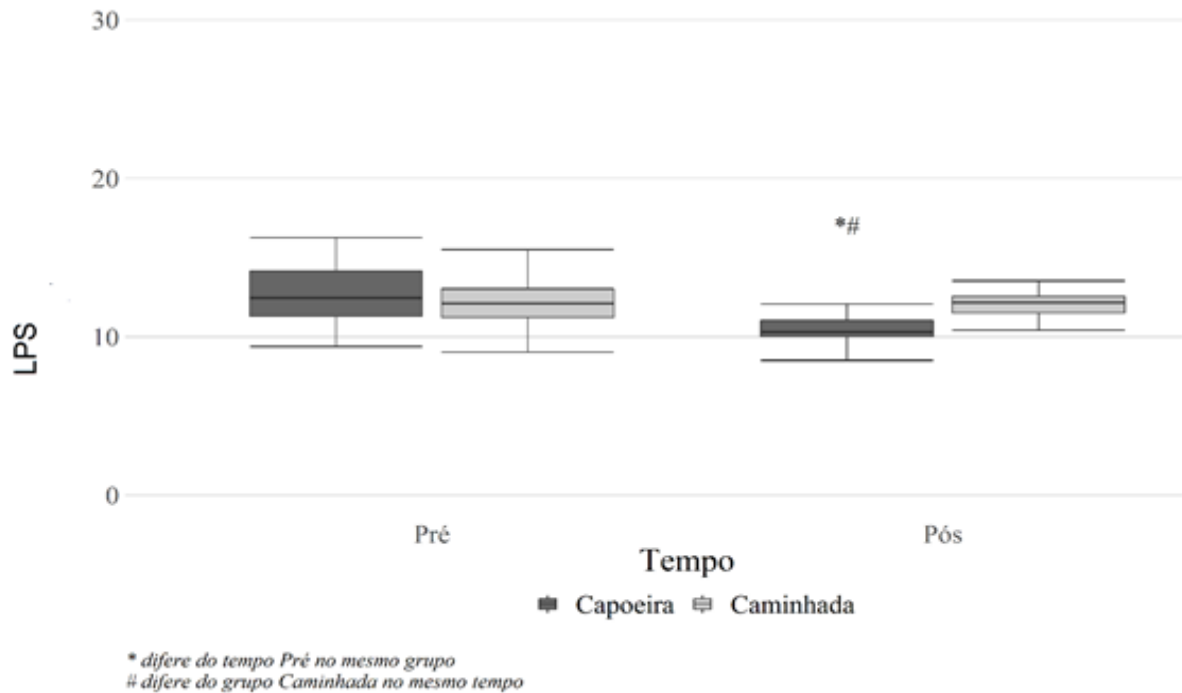 30
20
*#
10
LPS
0
Pré Pós
Tempo
Capoeira Caminhada
* difere do tempo Pré no mesmo grupo
# difere do grupo Caminhada no mesmo tempo